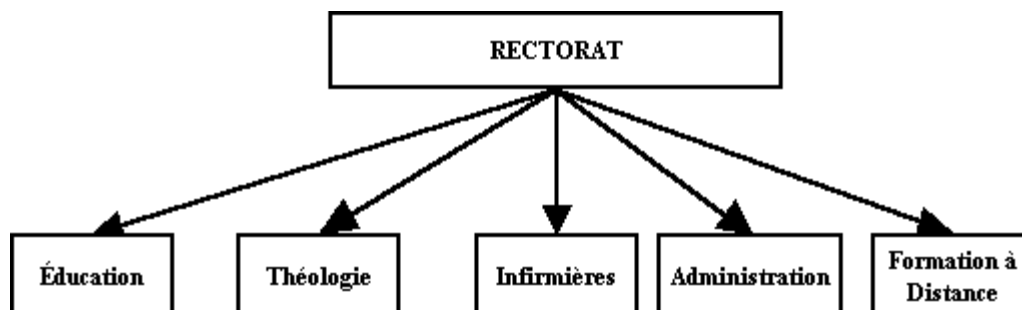 RECTORAT
Éducation
Théologie
Infirmières
Administration
Formation à
Distance